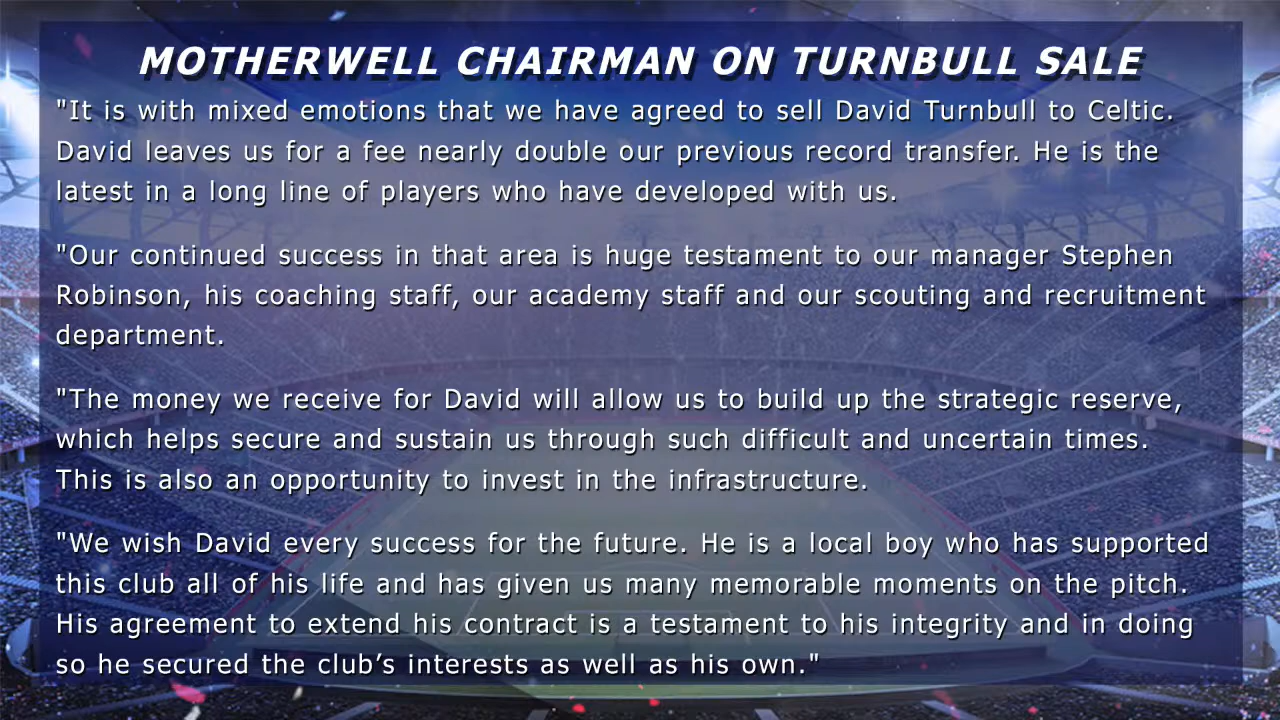 MOTHERWELL CHAIRMAN ON TURNBULL SALE
"It is with mixed emotions that we have agreed to sell David Turnbull to Celtic.
David leaves us for a fee nearly double our previous record transfer. He is the
latest in a long line of players who have developed with us.
"Our continued success in that area is huge testament to our manager Stephen
Robinson, his coaching staff, our academy staff and our scouting and recruitment
department.
"The money we receive for David will allow us to build up the strategic reserve,
which helps secure and sustain us through such difficult and uncertain times.
This is also an opportunity to invest in the infrastructure.
"We wish David every success for the future. He is a local boy who has supported
this club all of his life and has given us many memorable moments on the pitch.
His agreement to extend his contract is a testament to his integrity and in doing
so he secured the club’s interests as well as his own."